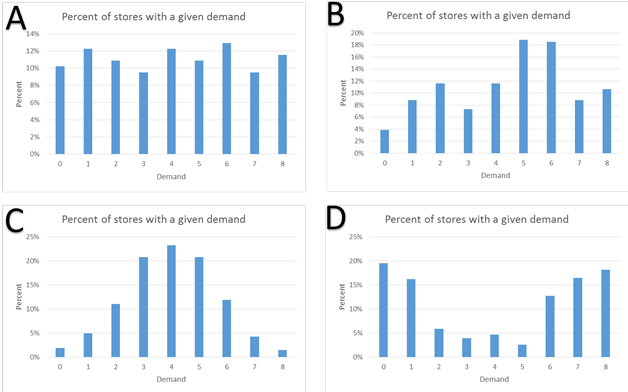 A
Percent of stores with a given demand
14%
12%
10%
8%
6%
4%
2%
0%
Percent
0 1 2 3 4 5 6 7 8
Demand
B
Percent of stores with a given demand
20%
18%
16%
14%
12%
10%
8%
6%
4%
2%
0%
Percent
0 1 2 3 4 5 6 7 8
Demand
C
Percent of stores with a given demand
25%
20%
15%
10%
5%
0%
Percent
0 1 2 3 4 5 6 7 8
Demand
D
Percent of stores with a given demand
25%
20%
15%
10%
5%
0%
Percent
0 1 2 3 4 5 6 7 8
Demand